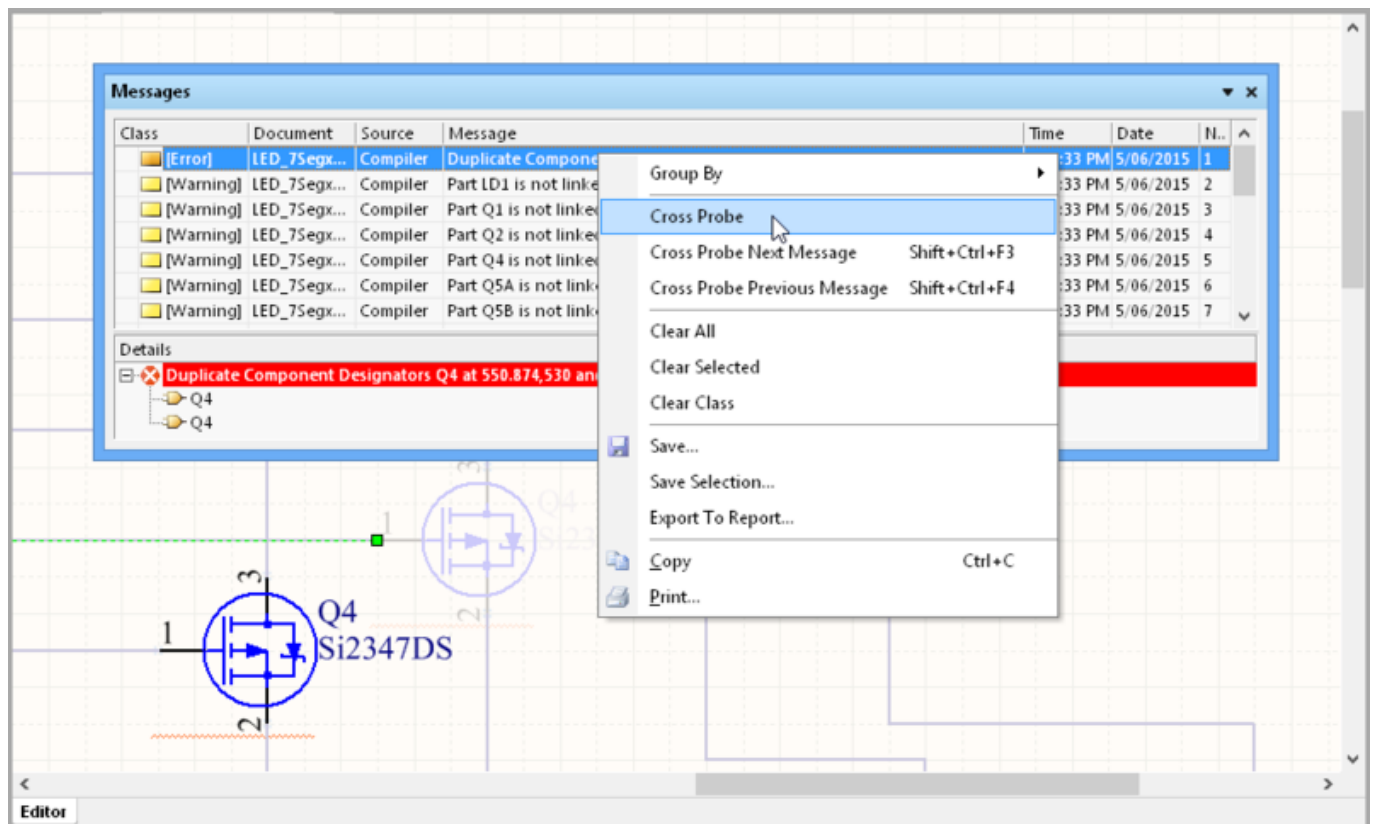 Messages
Class Document Source Message Time Date N..
[Error] LED_7Segx... Compiler Duplicate Compone :33 PM 5/06/2015 1
[Warning] LED_7Segx... Compiler Part LD1 is not linke :33 PM 5/06/2015 2
[Warning] LED_7Segx... Compiler Part Q1 is not linked :33 PM 5/06/2015 3
[Warning] LED_7Segx... Compiler Part Q2 is not linked :33 PM 5/06/2015 4
[Warning] LED_7Segx... Compiler Part Q4 is not linked :33 PM 5/06/2015 5
[Warning] LED_7Segx... Compiler Part Q5A is not link :33 PM 5/06/2015 6
[Warning] LED_7Segx... Compiler Part Q5B is not link :33 PM 5/06/2015 7
Details
Duplicate Component Designators Q4 at 550.874,530 an
Q4
Q4
Group By
Cross Probe
Cross Probe Next Message Shift+Ctrl+F3
Cross Probe Previous Message Shift+Ctrl+F4
Clear All
Clear Selected
Clear Class
Save...
Save Selection...
Export To Report...
Copy Ctrl+C
Print...
3
Q4
1
Si23
2
3
Q4
1
Si2347DS
2
Editor